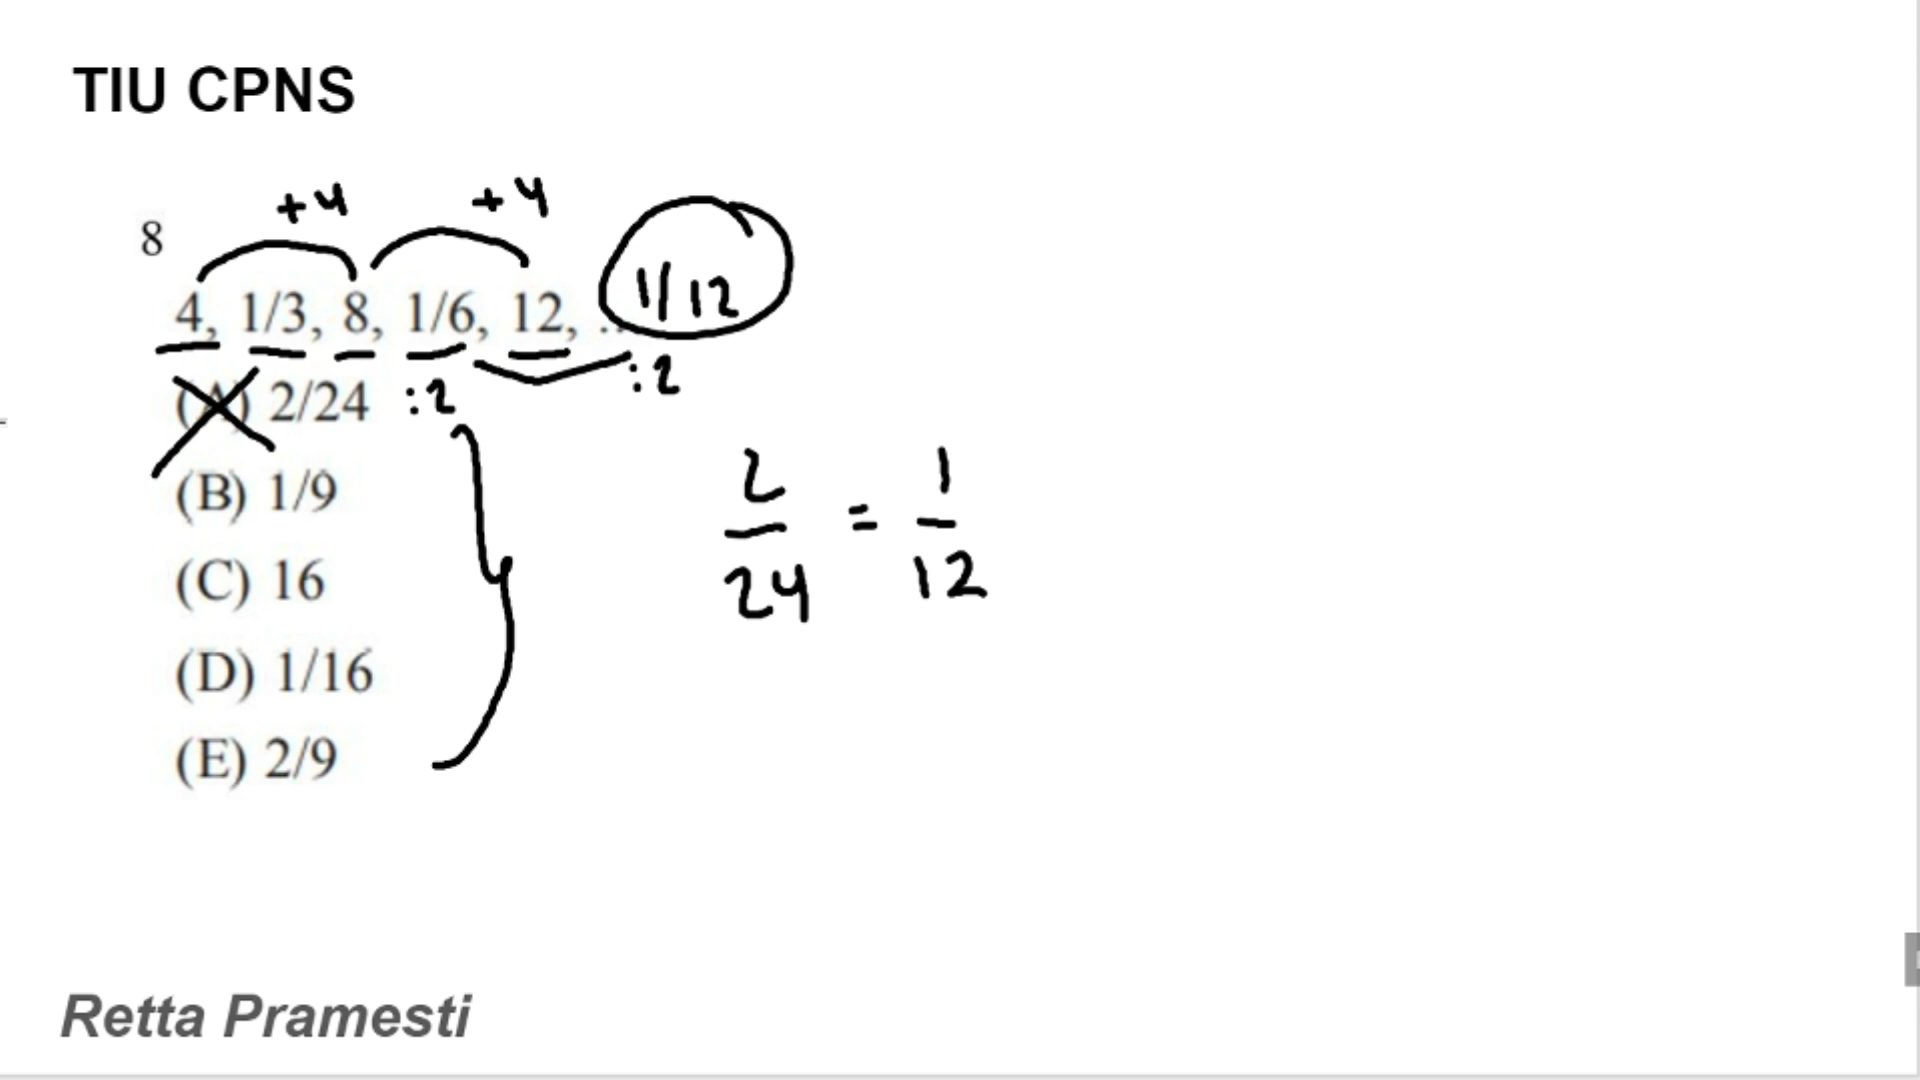 TIU CPNS
+4 +4
8
4, 1/3, 8, 1/6, 12, .. 1/12
(A) 2/24 :2 :2
(B) 1/9
(C) 16
(D) 1/16
(E) 2/9
2/24 = 1/12
Retta Pramesti